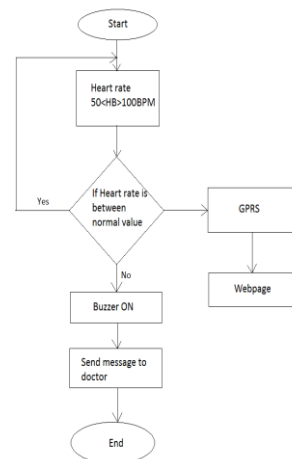 Start
Heart rate
50<HB>100BPM
If Heart rate is
between
normal value
Yes
GPRS
Webpage
No
Buzzer ON
Send message to
doctor
End